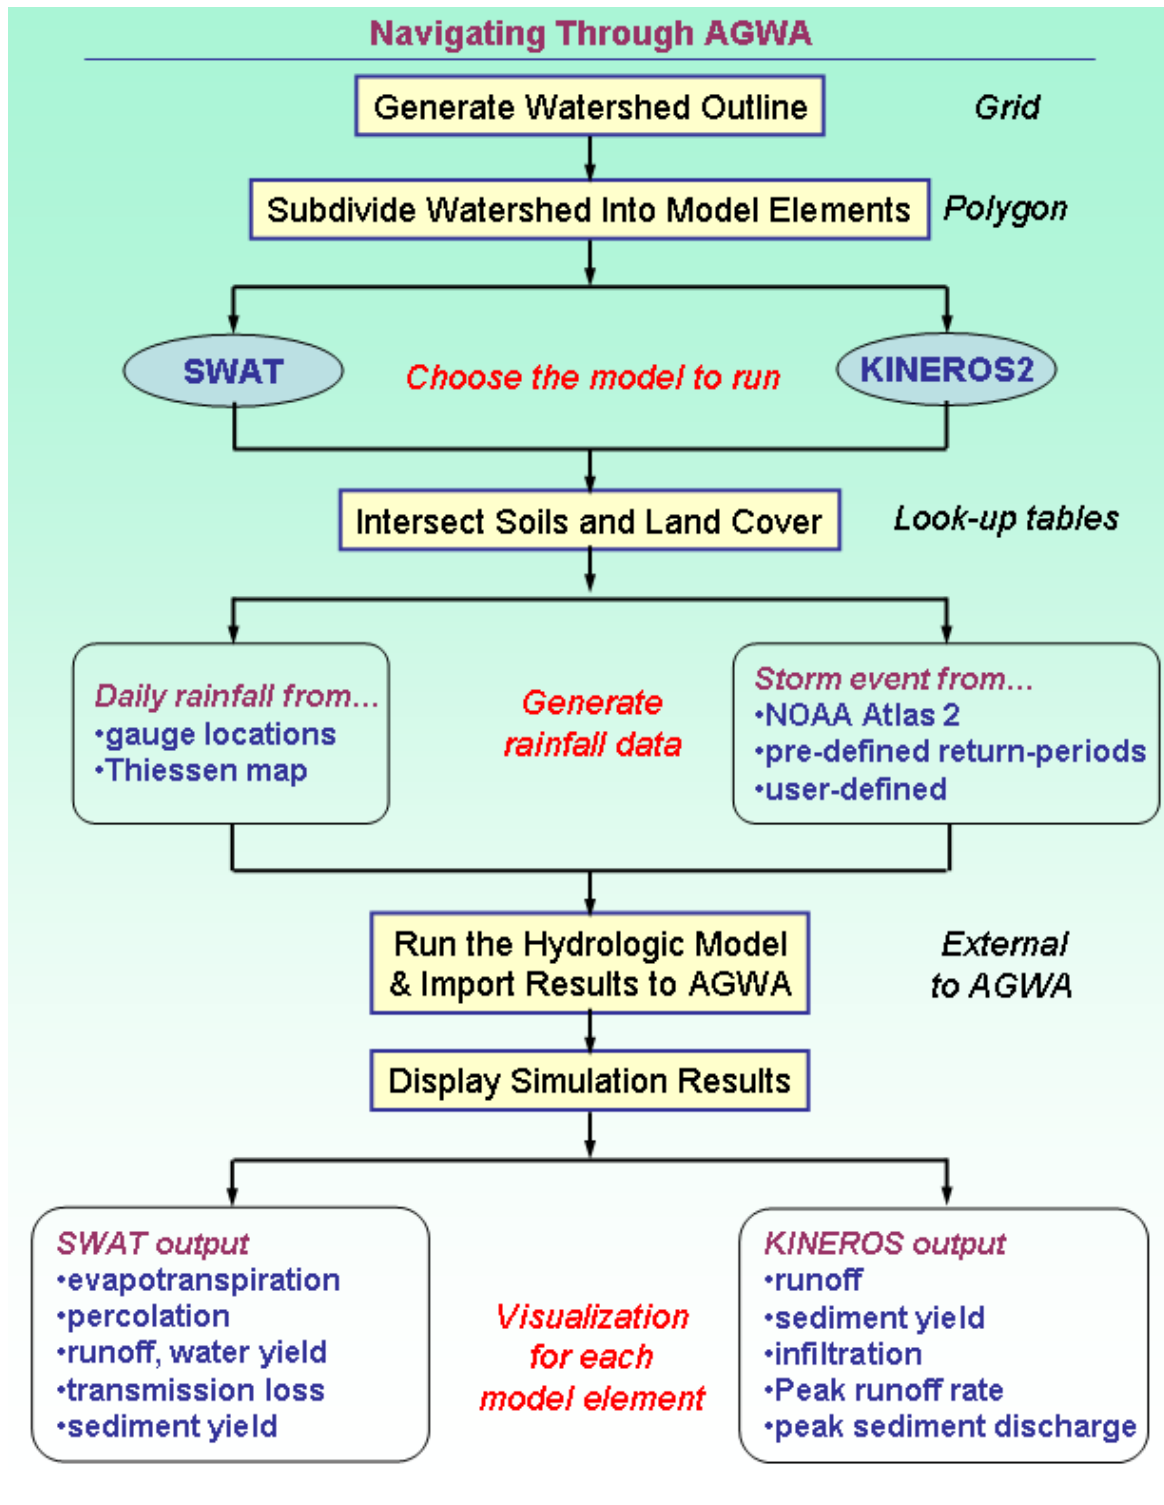 Navigating Through AGWA
Generate Watershed Outline
Grid
Subdivide Watershed Into Model Elements
Polygon
SWAT
Choose the model to run
KINEROS2
Intersect Soils and Land Cover
Look-up tables
Daily rainfall from...
•gauge locations
•Thiessen map
Generate
rainfall data
Storm event from...
•NOAA Atlas 2
•pre-defined return-periods
•user-defined
Run the Hydrologic Model
& Import Results to AGWA
External
to AGWA
Display Simulation Results
SWAT output
•evapotranspiration
•percolation
•runoff, water yield
•transmission loss
•sediment yield
Visualization
for each
model element
KINEROS output
•runoff
•sediment yield
•infiltration
•Peak runoff rate
•peak sediment discharge